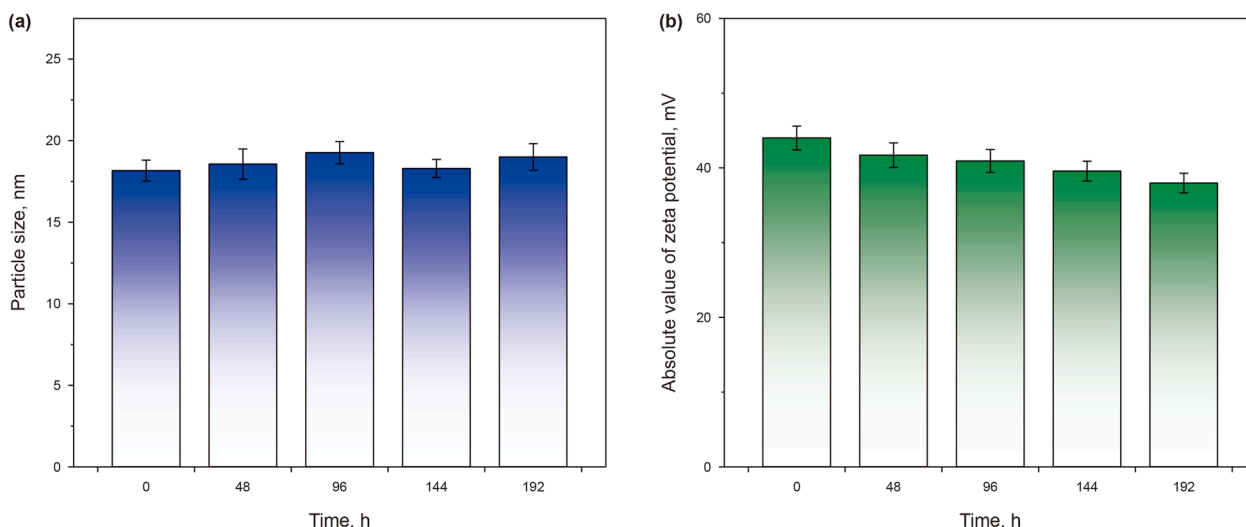 (a)
25
20
15
10
5
0
Particle size, nm
0 48 96 144 192
Time, h
(b)
60
40
20
0
Absolute value of zeta potential, mV
0 48 96 144 192
Time, h